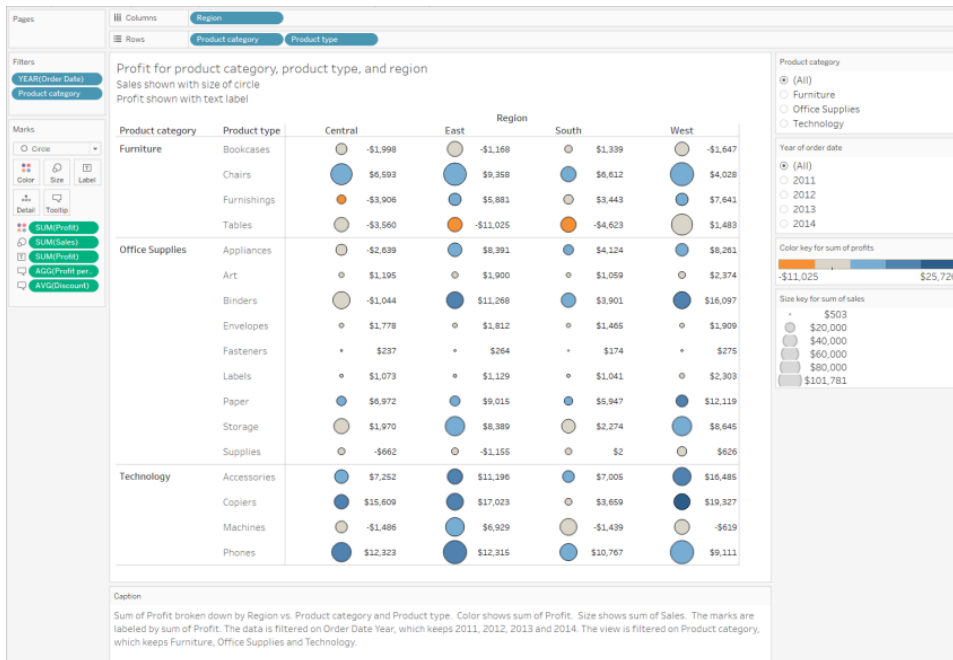 Pages
Columns
Region
Rows
Product category
Product type
Filters
YEAR(Order Date)
Product category
Marks
Circle
Color
Size
Label
Detail
Tooltip
SUM(Profit)
SUM(Sales)
SUM(Profit)
AGG(Profit per..
AVG(Discount)
Profit for product category, product type, and region
Sales shown with size of circle
Profit shown with text label
Region
Product category Product type Central East South West
Furniture Bookcases -$1,998 -$1,168 $1,339 -$1,647
Chairs $6,593 $9,358 $6,612 $4,028
Furnishings -$3,906 $5,881 $3,443 $7,641
Tables -$3,560 -$11,025 -$4,623 $1,483
Office Supplies Appliances -$2,639 $8,391 $4,124 $8,261
Art $1,195 $1,900 $1,059 $2,374
Binders -$1,044 $11,268 $3,901 $16,097
Envelopes $1,778 $1,812 $1,465 $1,909
Fasteners $237 $264 $174 $275
Labels $1,073 $1,129 $1,041 $2,303
Paper $6,972 $9,015 $5,947 $12,119
Storage $1,970 $8,389 $2,274 $8,645
Supplies -$662 -$1,155 $2 $626
Technology Accessories $7,252 $11,196 $7,005 $16,485
Copiers $15,609 $17,023 $3,659 $19,327
Machines -$1,486 $6,929 -$1,439 -$619
Phones $12,323 $12,315 $10,767 $9,111
Product category
(All)
Furniture
Office Supplies
Technology
Year of order date
(All)
2011
2012
2013
2014
Color key for sum of profits
-$11,025
Size key for sum of sales
$503
$20,000
$40,000
$60,000
$80,000
$101,781
Caption
Sum of Profit broken down by Region vs. Product category and Product type. Color shows sum of Profit. Size shows sum of Sales. The marks are
labeled by sum of Profit. The data is filtered on Order Date Year, which keeps 2011, 2012, 2013 and 2014. The view is filtered on Product category,
which keeps Furniture, Office Supplies and Technology.